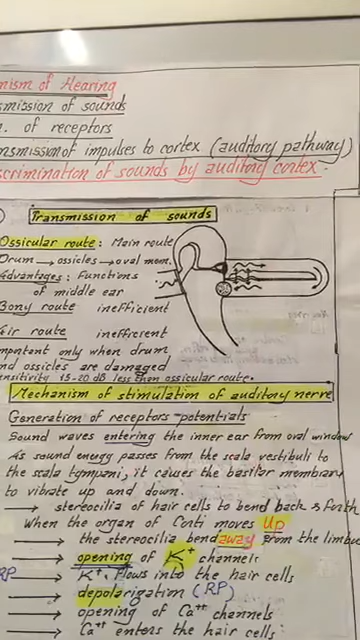 nism of Hearing
smission of sounds
. of receptors
nsmission of impulses to cortex (auditory pathway)
scrimination of sounds by auditory cortex.
Transmission of sounds
Ossicular route: Main route
Drum → ossicles → oval mem.
Advantages: Functions
of middle ear
Bony route inefficient
Air route inefficient
mportant only when drum
nd ossicles are damaged
ensitivity 15-20 dB less then ossicular route.
Mechanism of stimulation of auditory nerve
Generation of receptors potentials
Sound waves entering the inner ear from oval window
As sound energy passes from the scala vestibuli to
the scala tympani, it causes the basilar membrane
to vibrate up and down.
→ stereocilia of hair cells to bend back & forth
When the organ of Corti moves Up
→ the stereocilia bend away from the limbus
→ opening of K+ channels
RP → K+ flows into the hair cells
→ depolarization (RP)
→ opening of Ca++ channels
→ Ca++ enters the hair cells